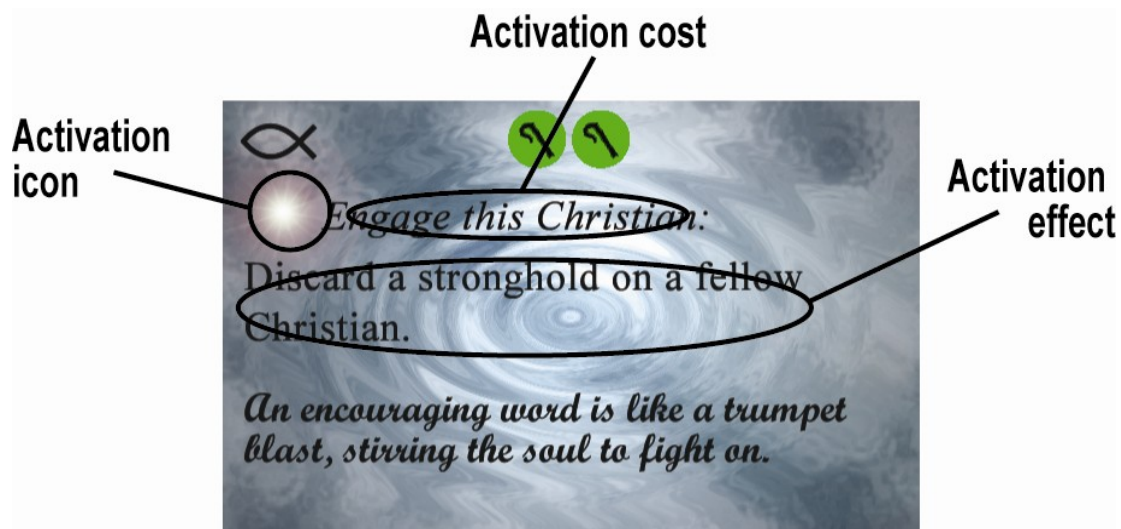 Activation cost
Activation
icon
Activation
effect
Engage this Christian:
Discard a stronghold on a fellow
Christian.
An encouraging word is like a trumpet
blast, stirring the soul to fight on.